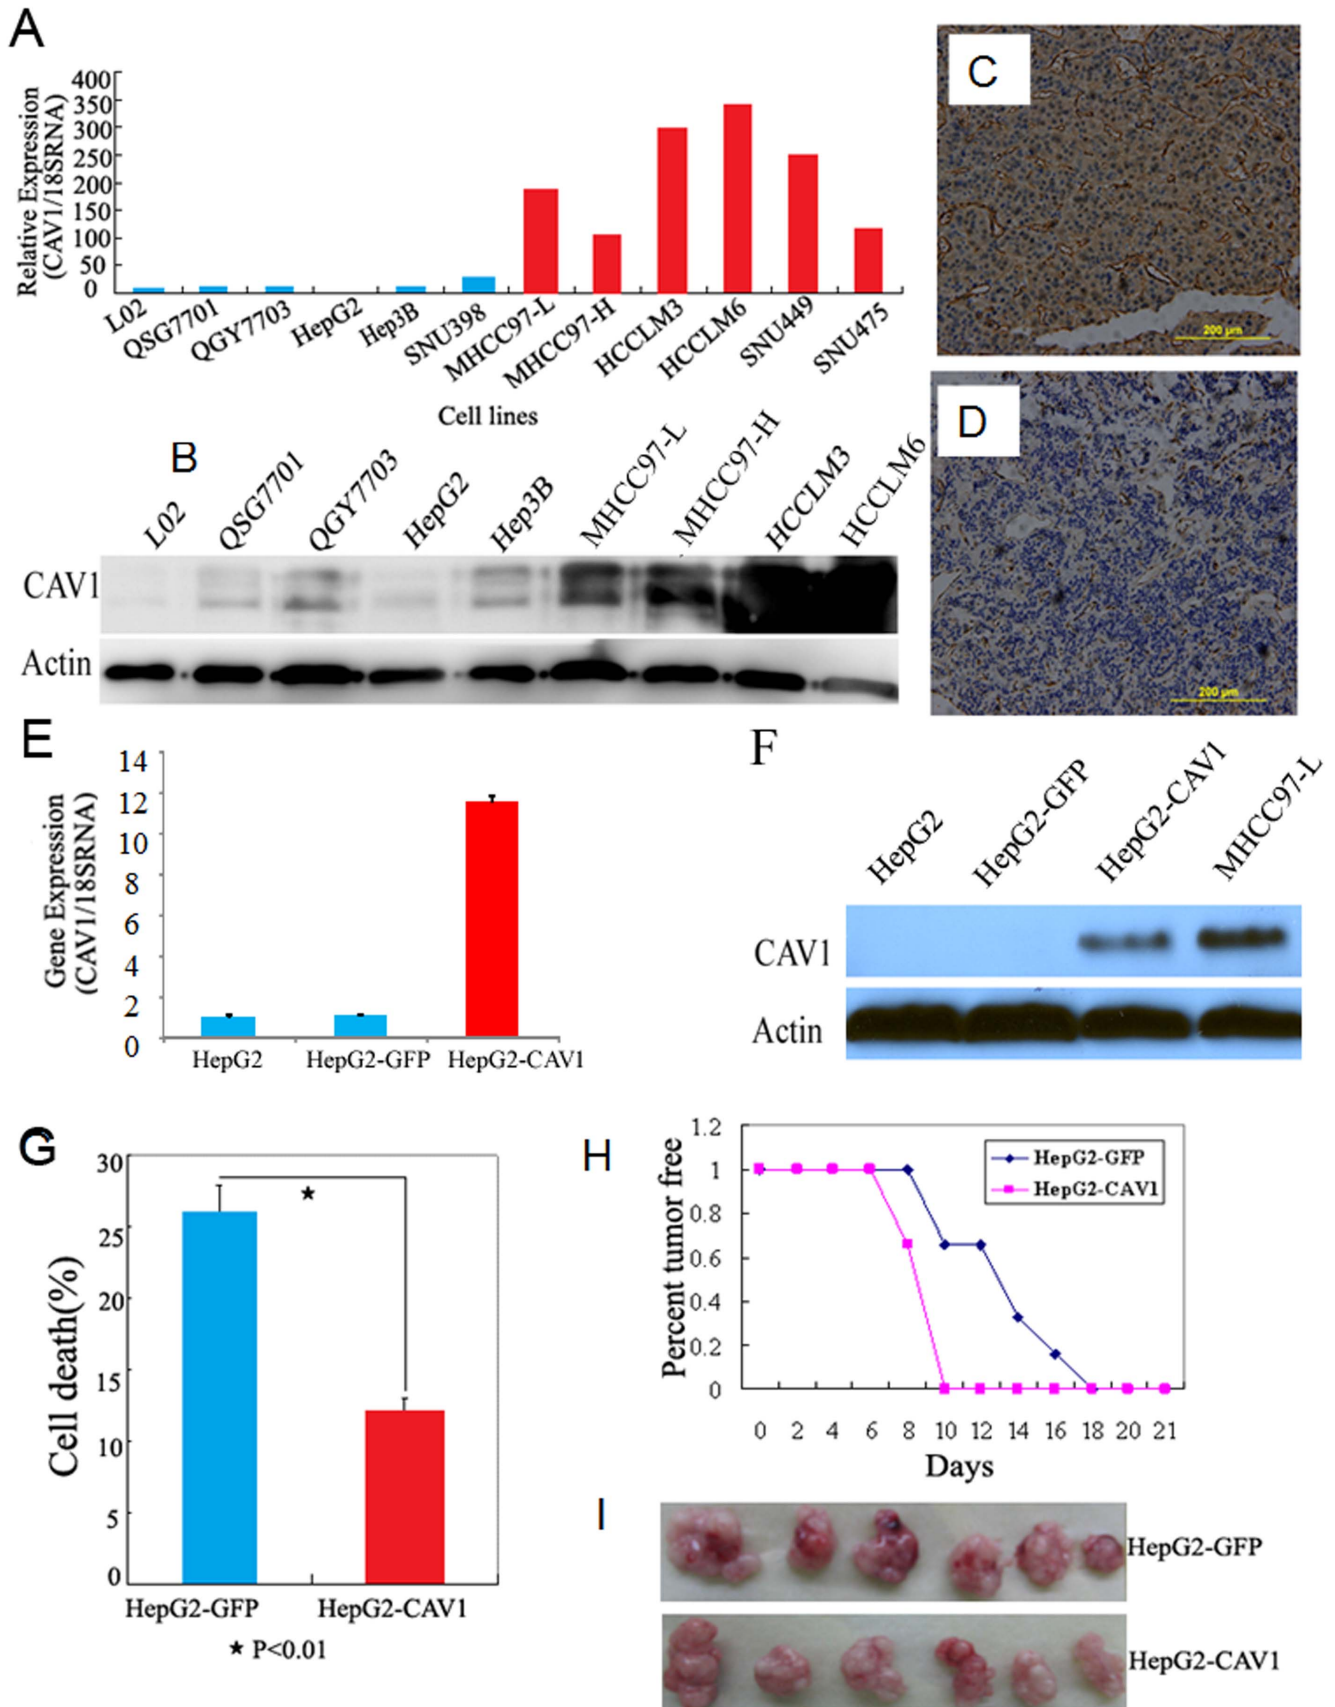 A
Relative Expression
(CAV1/18SRNA)
400
350
300
250
200
150
100
50
0
L02
QSG7701
QGY7703
HepG2
Hep3B
SNU398
MHCC97-L
MHCC97-H
HCCLM3
HCCLM6
SNU449
SNU475
Cell lines
C
200 µm
D
200 µm
B
L02
QSG7701
QGY7703
HepG2
Hep3B
MHCC97-L
MHCC97-H
HCCLM3
HCCLM6
CAV1
Actin
E
Gene Expression
(CAV1/18SRNA)
14
12
10
8
6
4
2
0
HepG2
HepG2-GFP
HepG2-CAV1
F
HepG2
HepG2-GFP
HepG2-CAV1
MHCC97-L
CAV1
Actin
G
Cell death(%)
30
25
20
15
10
5
0
★
HepG2-GFP
HepG2-CAV1
★ P<0.01
H
Percent tumor free
1.2
1
0.8
0.6
0.4
0.2
0
HepG2-GFP
HepG2-CAV1
0 2 4 6 8 10 12 14 16 18 20 21
Days
I
HepG2-GFP
HepG2-CAV1